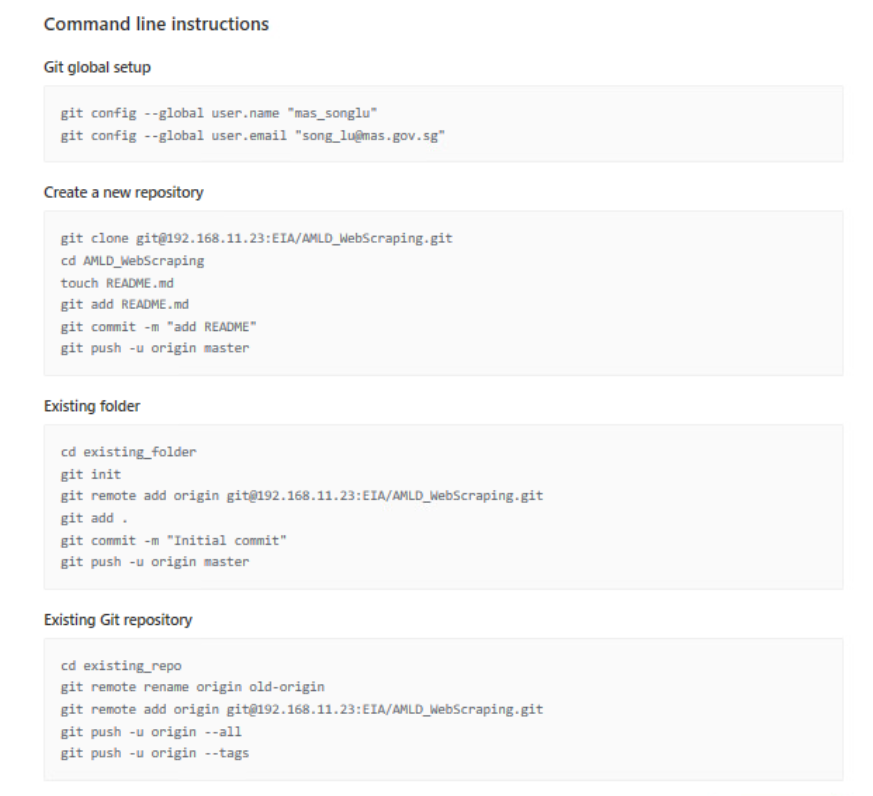 Command line instructions
Git global setup
git config --global user.name "mas_songlu"
git config --global user.email "song_lu@mas.gov.sg"
Create a new repository
git clone git@192.168.11.23:EIA/AMLD_WebScraping.git
cd AMLD_WebScraping
touch README.md
git add README.md
git commit -m "add README"
git push -u origin master
Existing folder
cd existing_folder
git init
git remote add origin git@192.168.11.23:EIA/AMLD_WebScraping.git
git add .
git commit -m "Initial commit"
git push -u origin master
Existing Git repository
cd existing_repo
git remote rename origin old-origin
git remote add origin git@192.168.11.23:EIA/AMLD_WebScraping.git
git push -u origin --all
git push -u origin --tags